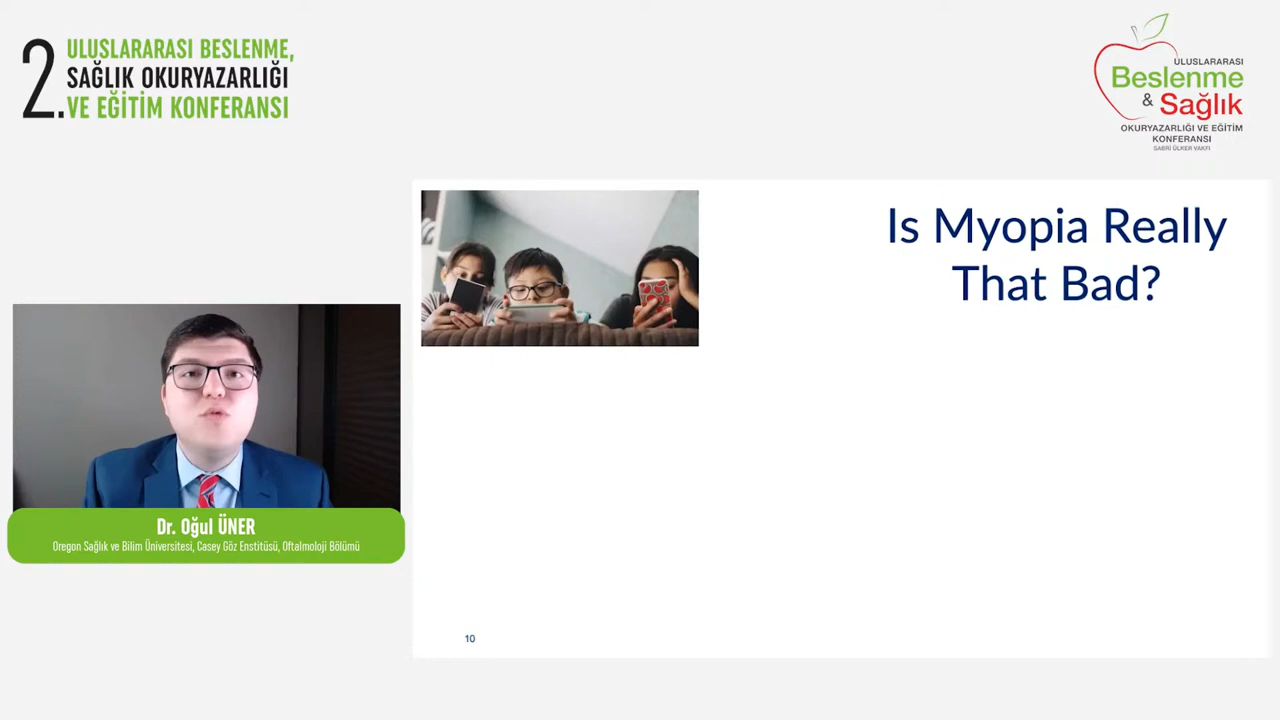 2.
ULUSLARARASI BESLENME,
SAĞLIK OKURYAZARLIĞI
VE EĞİTİM KONFERANSI
ULUSLARARASI
Beslenme
& Sağlık
OKURYAZARLIĞI VE EĞİTİM
KONFERANSI
SABRİ ÜLKER VAKFI
Is Myopia Really
That Bad?
Dr. Oğul ÜNER
Oregon Sağlık ve Bilim Üniversitesi, Casey Göz Enstitüsü, Oftalmoloji Bölümü
10